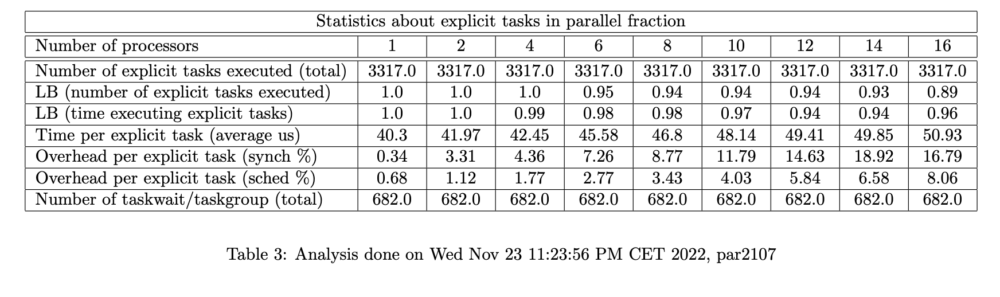 Statistics about explicit tasks in parallel fraction
Number of processors 1 2 4 6 8 10 12 14 16
Number of explicit tasks executed (total) 3317.0 3317.0 3317.0 3317.0 3317.0 3317.0 3317.0 3317.0 3317.0
LB (number of explicit tasks executed) 1.0 1.0 1.0 0.95 0.94 0.94 0.94 0.93 0.89
LB (time executing explicit tasks) 1.0 1.0 0.99 0.98 0.98 0.97 0.94 0.94 0.96
Time per explicit task (average us) 40.3 41.97 42.45 45.58 46.8 48.14 49.41 49.85 50.93
Overhead per explicit task (synch %) 0.34 3.31 4.36 7.26 8.77 11.79 14.63 18.92 16.79
Overhead per explicit task (sched %) 0.68 1.12 1.77 2.77 3.43 4.03 5.84 6.58 8.06
Number of taskwait/taskgroup (total) 682.0 682.0 682.0 682.0 682.0 682.0 682.0 682.0 682.0
Table 3: Analysis done on Wed Nov 23 11:23:56 PM CET 2022, par2107